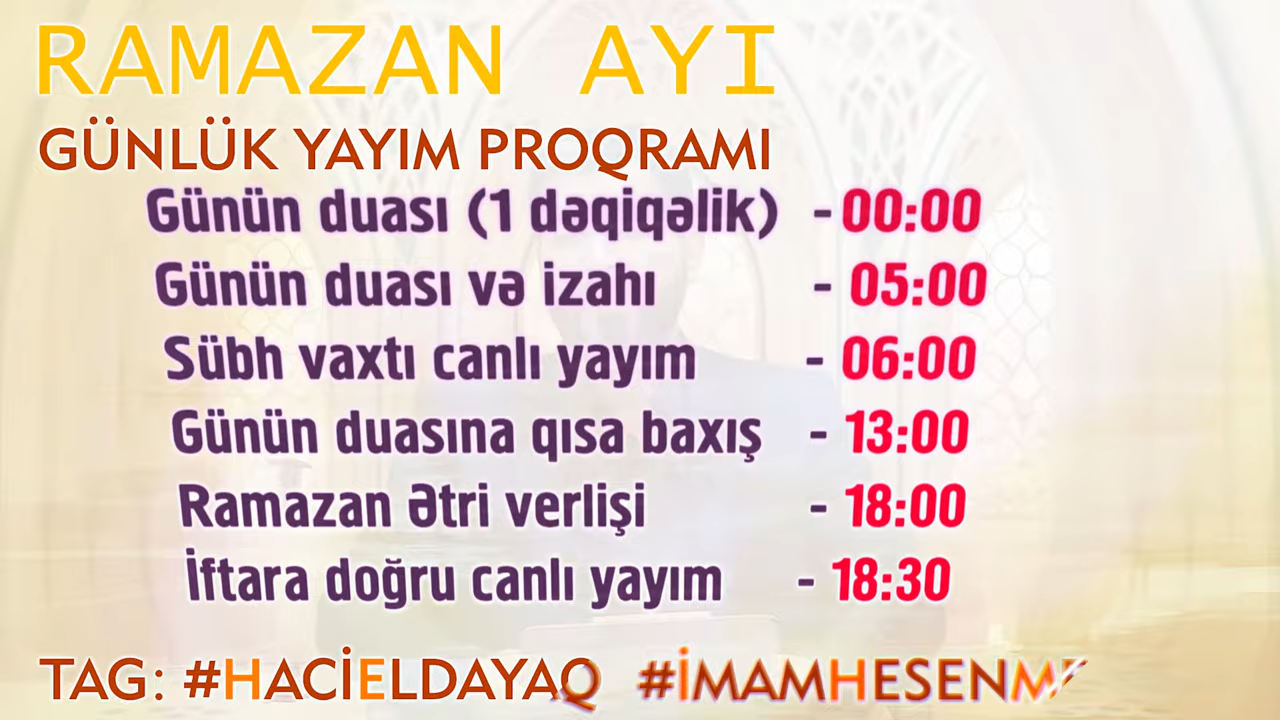 RAMAZAN AYI
GÜNLÜK YAYIM PROQRAMI
Günün duası (1 dəqiqəlik) - 00:00
Günün duası və izahı - 05:00
Sübh vaxtı canlı yayım - 06:00
Günün duasına qısa baxış - 13:00
Ramazan Ətri verlişi - 18:00
İftara doğru canlı yayım - 18:30
TAG: #HACİELDAYAQ